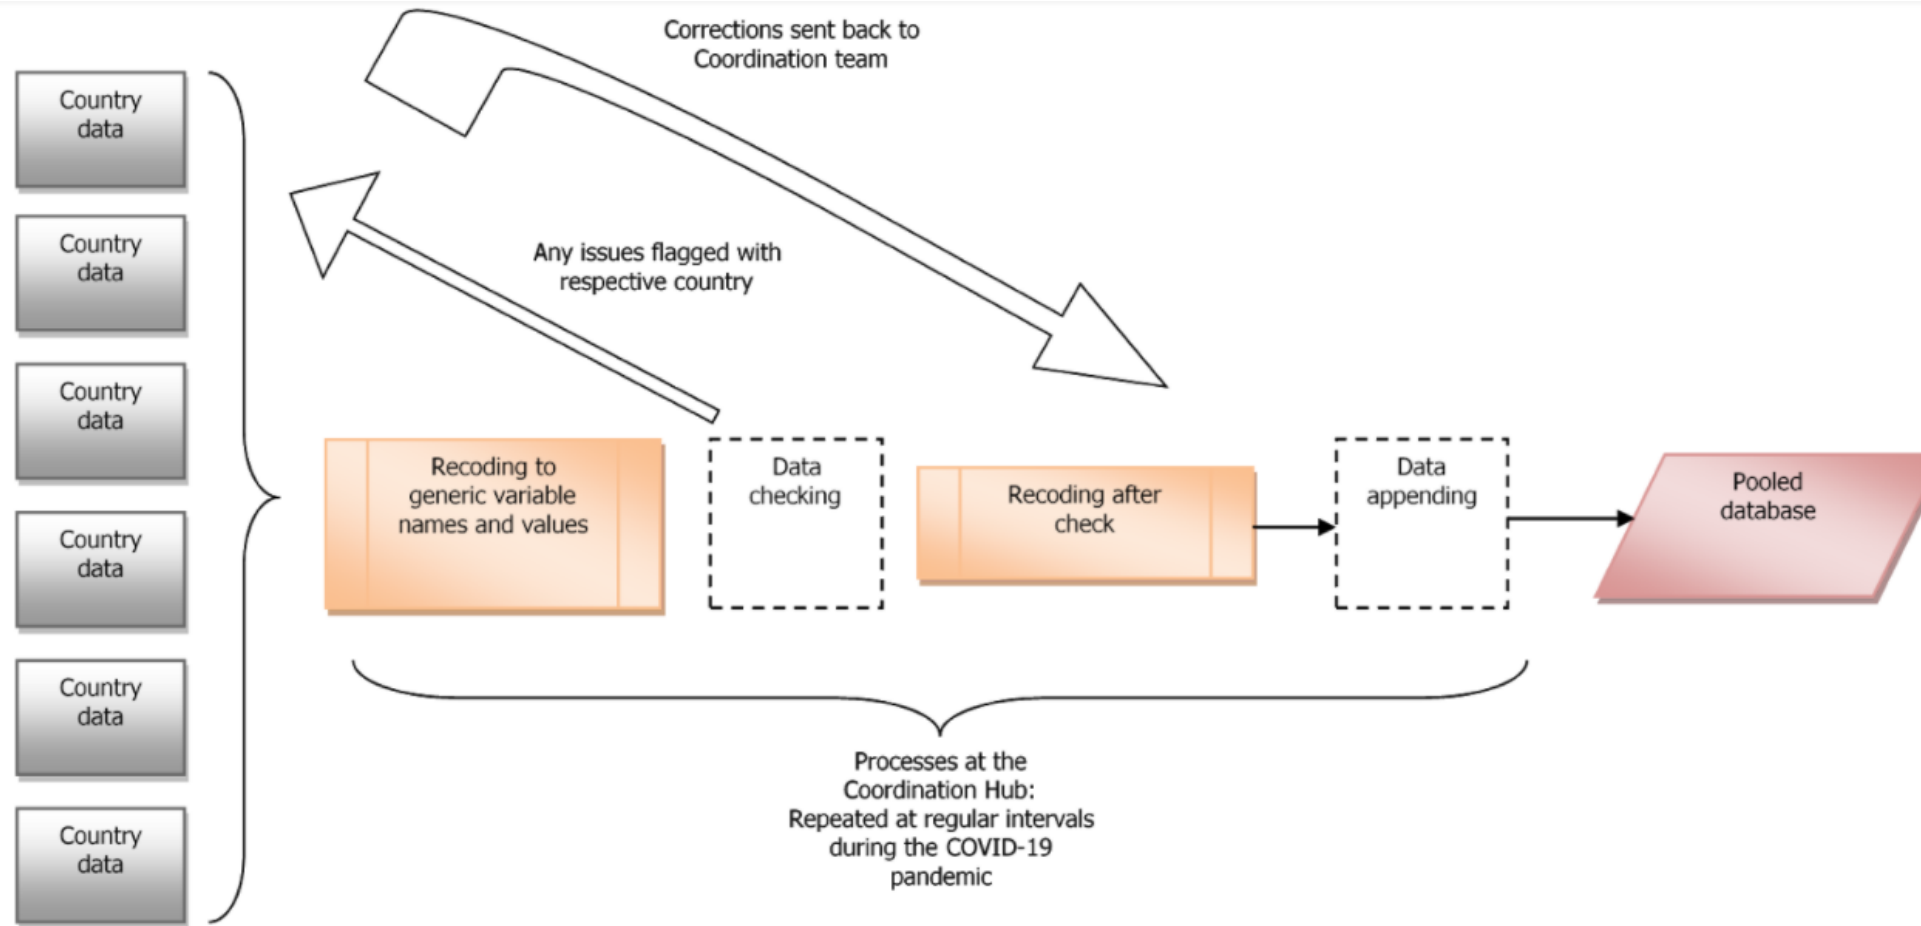 Corrections sent back to
Coordination team
Country
data
Country
data
Any issues flagged with
respective country
Country
data
Country
data
Country
data
Country
data
Recoding to
generic variable
names and values
Data
checking
Recoding after
check
Data
appending
Pooled
database
Processes at the
Coordination Hub:
Repeated at regular intervals
during the COVID-19
pandemic